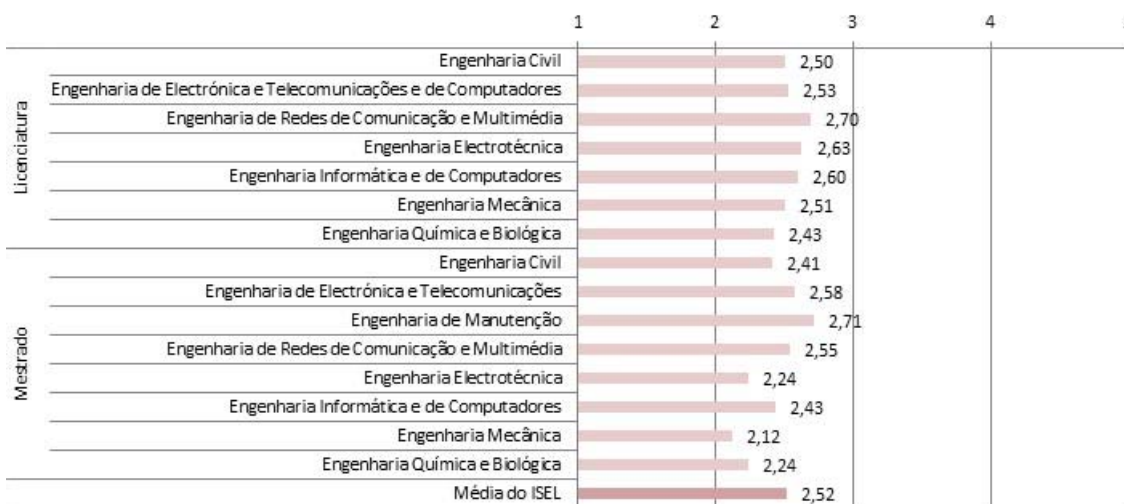 1 2 3 4
Licenciatura
Engenharia Civil 2,50
Engenharia de Electrónica e Telecomunicações e de Computadores 2,53
Engenharia de Redes de Comunicação e Multimédia 2,70
Engenharia Electrotécnica 2,63
Engenharia Informática e de Computadores 2,60
Engenharia Mecânica 2,51
Engenharia Química e Biológica 2,43
Mestrado
Engenharia Civil 2,41
Engenharia de Electrónica e Telecomunicações 2,58
Engenharia de Manutenção 2,71
Engenharia de Redes de Comunicação e Multimédia 2,55
Engenharia Electrotécnica 2,24
Engenharia Informática e de Computadores 2,43
Engenharia Mecânica 2,12
Engenharia Química e Biológica 2,24
Média do ISEL 2,52